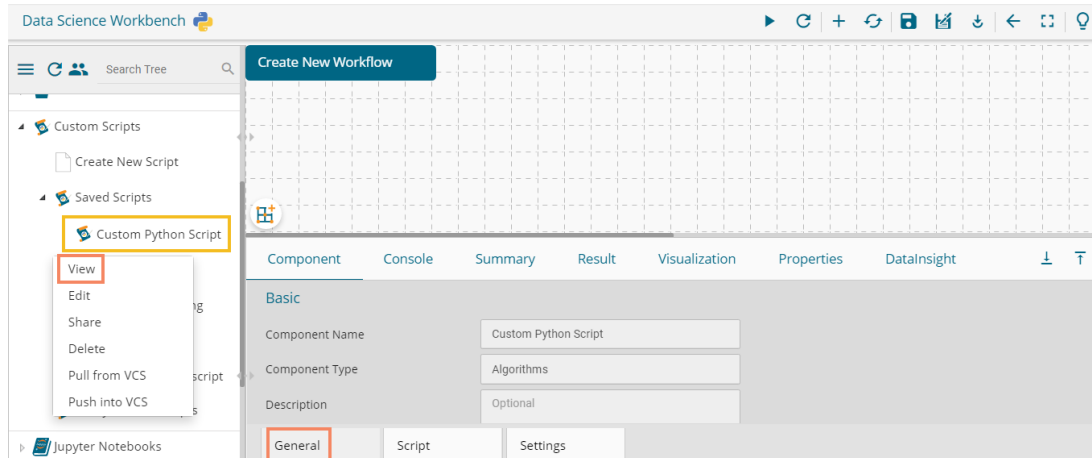 Data Science Workbench
Search Tree
Custom Scripts
Create New Script
Saved Scripts
Custom Python Script
View
Edit
Share
Delete
Pull from VCS
script
Push into VCS
Jupyter Notebooks
Create New Workflow
Component Console Summary Result Visualization Properties DataInsight
Basic
Component Name Custom Python Script
Component Type Algorithms
Description Optional
General Script Settings